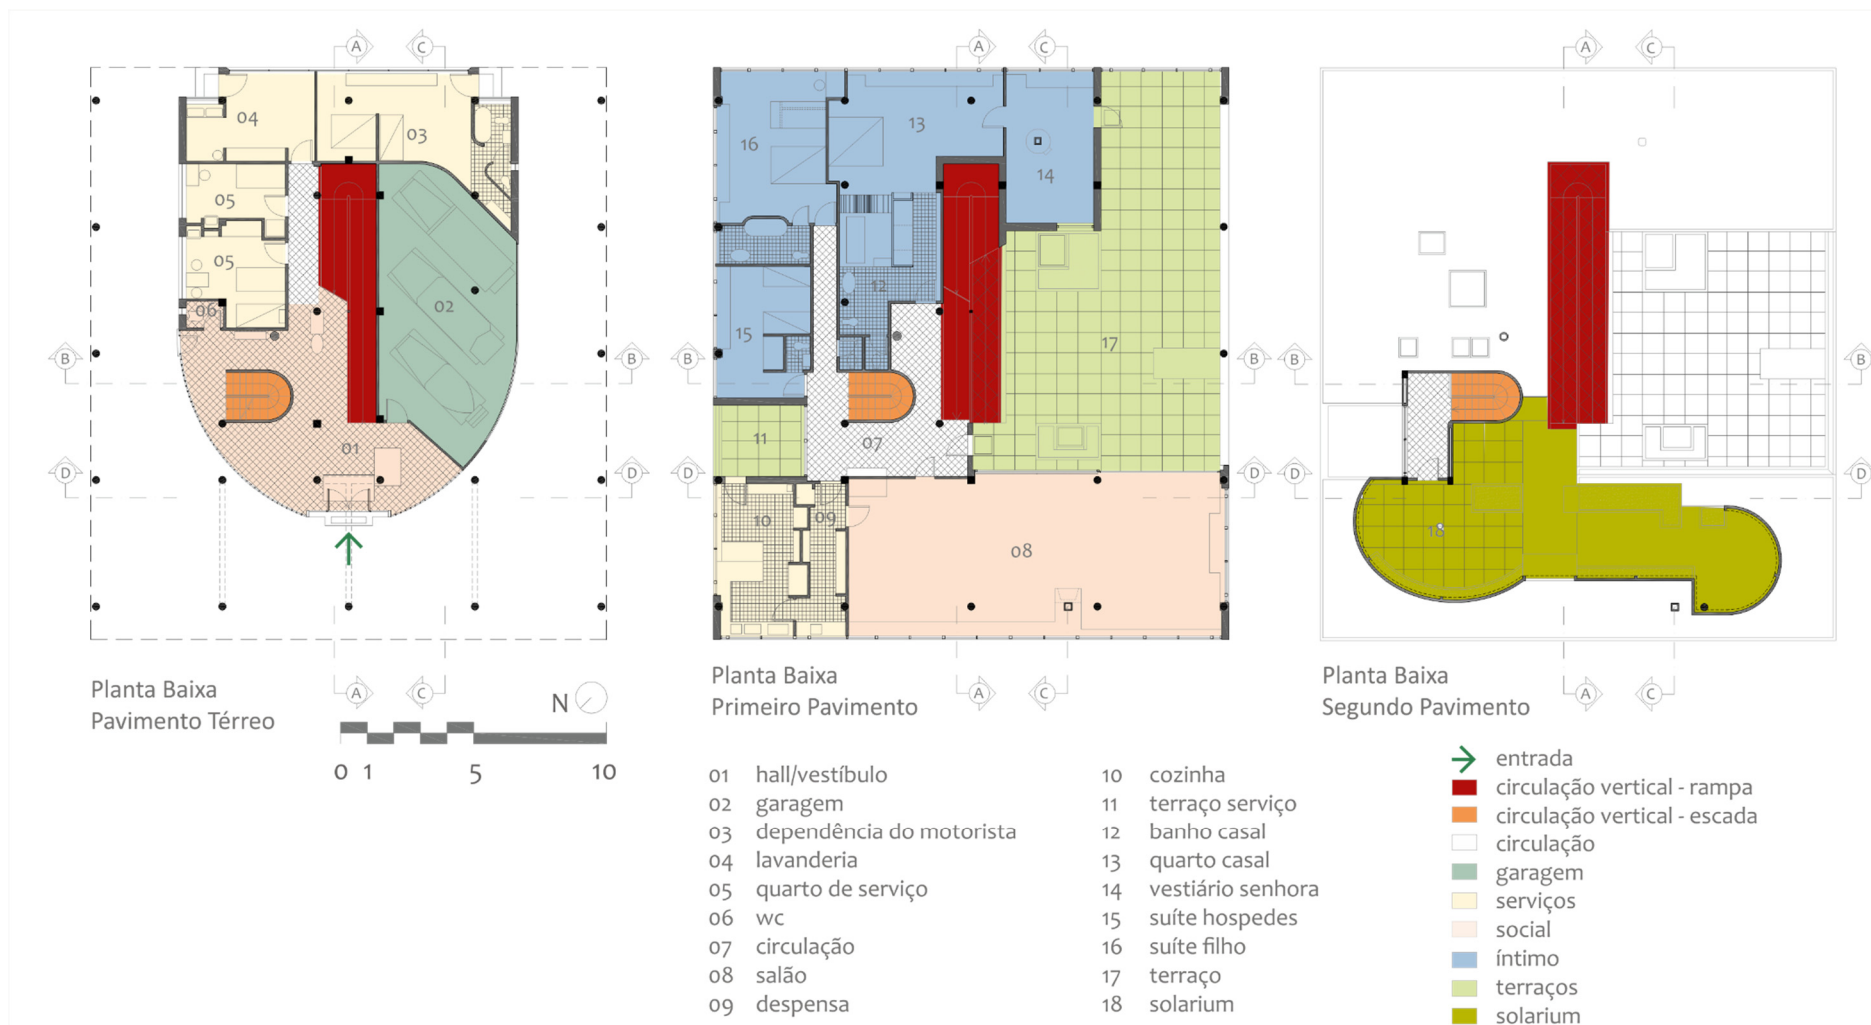 A C
04
03
05
05
06
02
01
B B
D D
A C
Planta Baixa
Pavimento Térreo
N
0 1 5 10
A C
16
13
14
12
15
17
11
07
10
09
08
B B
D D
A C
Planta Baixa
Primeiro Pavimento
A C
18
B B
D D
A C
Planta Baixa
Segundo Pavimento
01 hall/vestíbulo
02 garagem
03 dependência do motorista
04 lavanderia
05 quarto de serviço
06 wc
07 circulação
08 salão
09 despensa
10 cozinha
11 terraço serviço
12 banho casal
13 quarto casal
14 vestiário senhora
15 suíte hospedes
16 suíte filho
17 terraço
18 solarium
entrada
circulação vertical - rampa
circulação vertical - escada
circulação
garagem
serviços
social
íntimo
terraços
solarium